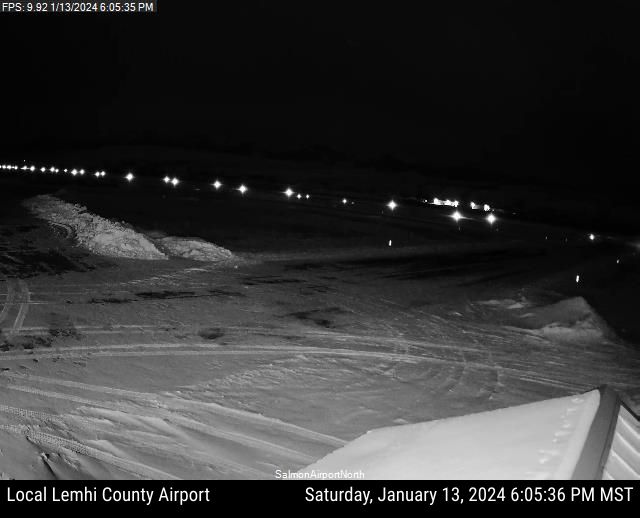 FPS: 9.92 1/13/2024 6:05:35 PM
SalmonAirportNorth
Local Lemhi County Airport Saturday, January 13, 2024 6:05:36 PM MST